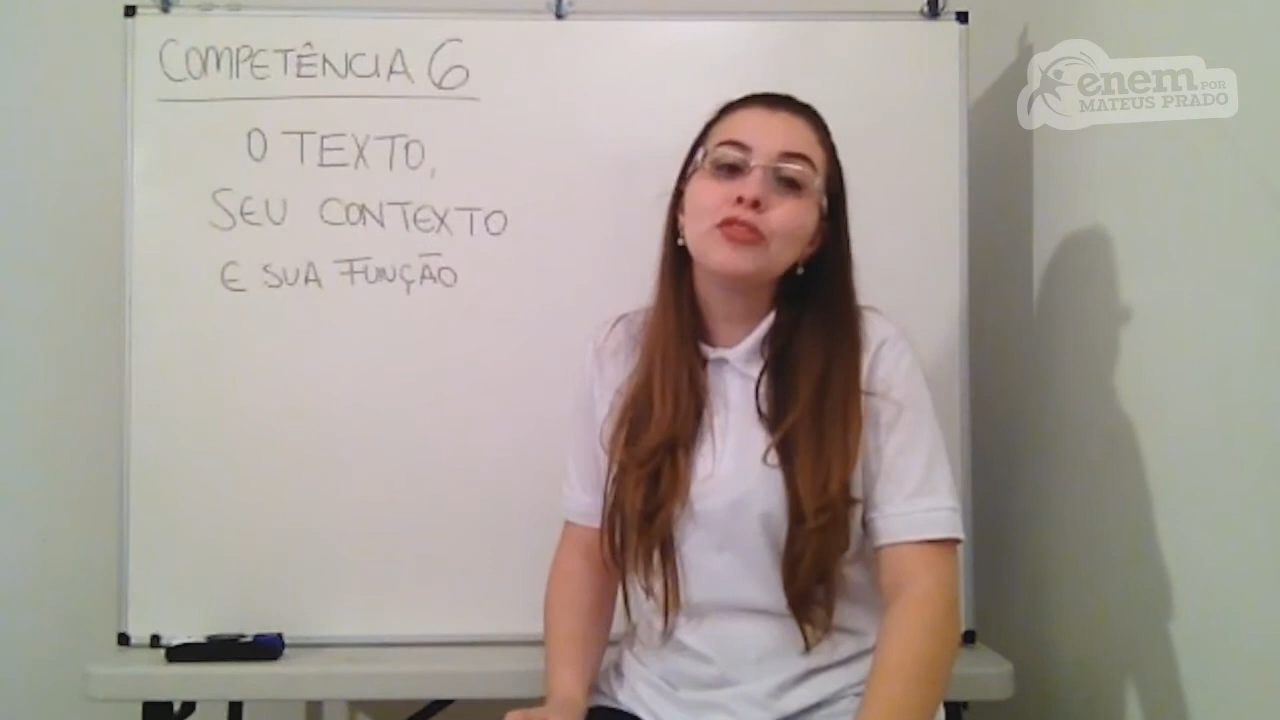 COMPETÊNCIA 6
O TEXTO,
SEU CONTEXTO
E SUA FUNÇÃO
enem POR
MATEUS PRADO